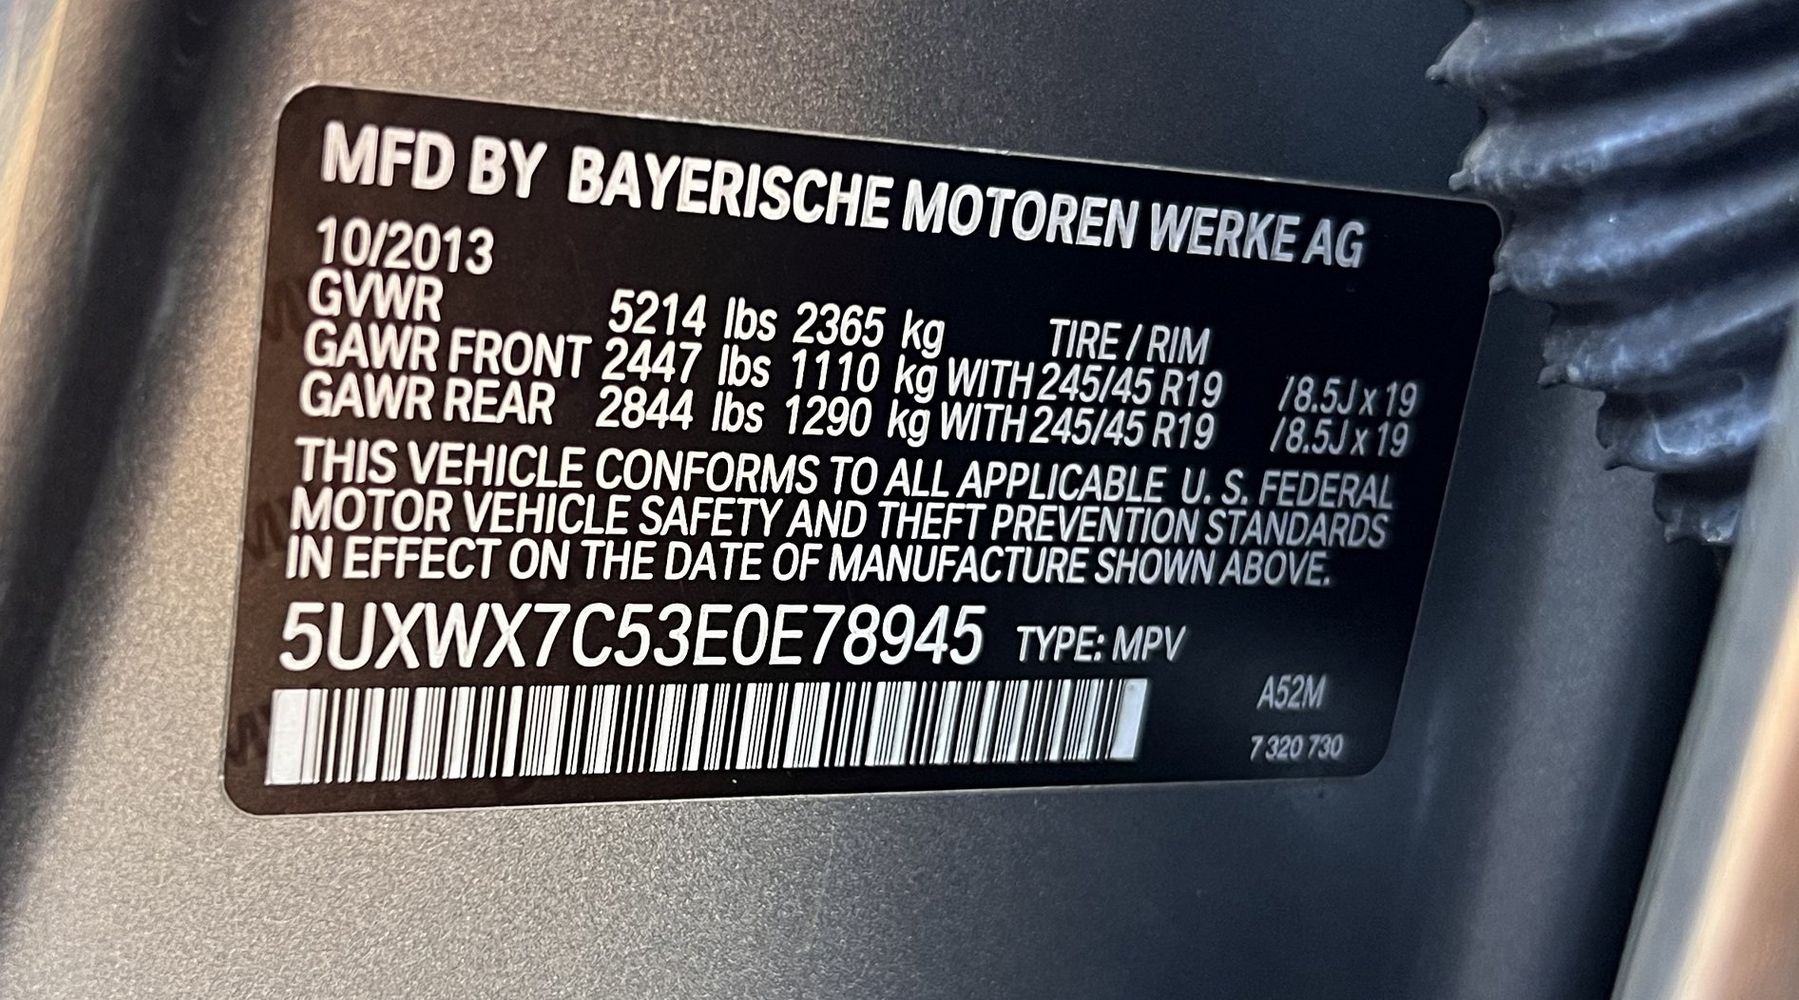 MFD BY BAYERISCHE MOTOREN WERKE AG
10/2013
GVWR 5214 lbs 2365 kg TIRE / RIM
GAWR FRONT 2447 lbs 1110 kg WITH 245/45 R19 /8.5J x 19
GAWR REAR 2844 lbs 1290 kg WITH 245/45 R19 /8.5J x 19
THIS VEHICLE CONFORMS TO ALL APPLICABLE U. S. FEDERAL
MOTOR VEHICLE SAFETY AND THEFT PREVENTION STANDARDS
IN EFFECT ON THE DATE OF MANUFACTURE SHOWN ABOVE.
5UXWX7C53E0E78945 TYPE: MPV
A52M
7 320 730